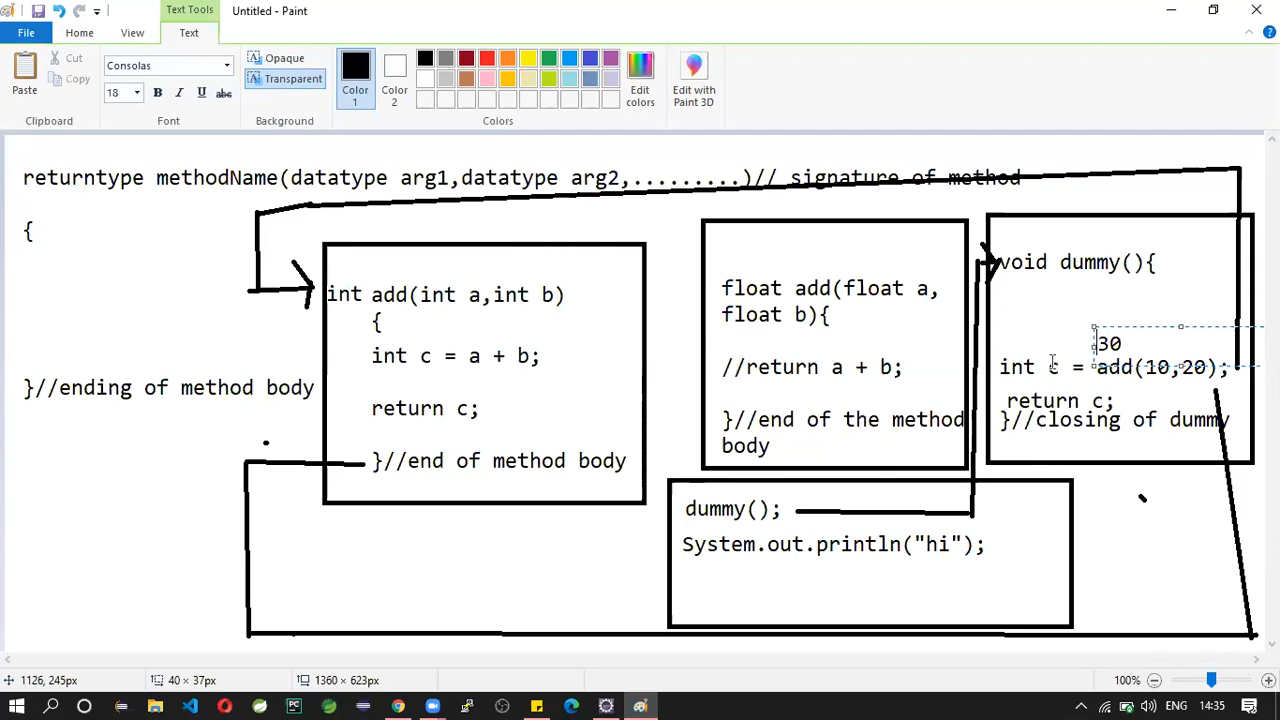 Text Tools
Untitled - Paint
File
Home
View
Text
Paste
Cut
Copy
Clipboard
Consolas
18
B I U abc
Font
Opaque
Transparent
Background
Color 1
Color 2
Edit colors
Edit with Paint 3D
Colors
returntype methodName(datatype arg1,datatype arg2,.........)// signature of method
{
}//ending of method body
int add(int a,int b)
{
int c = a + b;
return c;
}//end of method body
float add(float a,
float b){
//return a + b;
}//end of the method
body
void dummy(){
30
int c = add(10,20);
return c;
}//closing of dummy
dummy();
System.out.println("hi");
1126, 245px
40 × 37px
1360 × 623px
100%
ENG
14:35